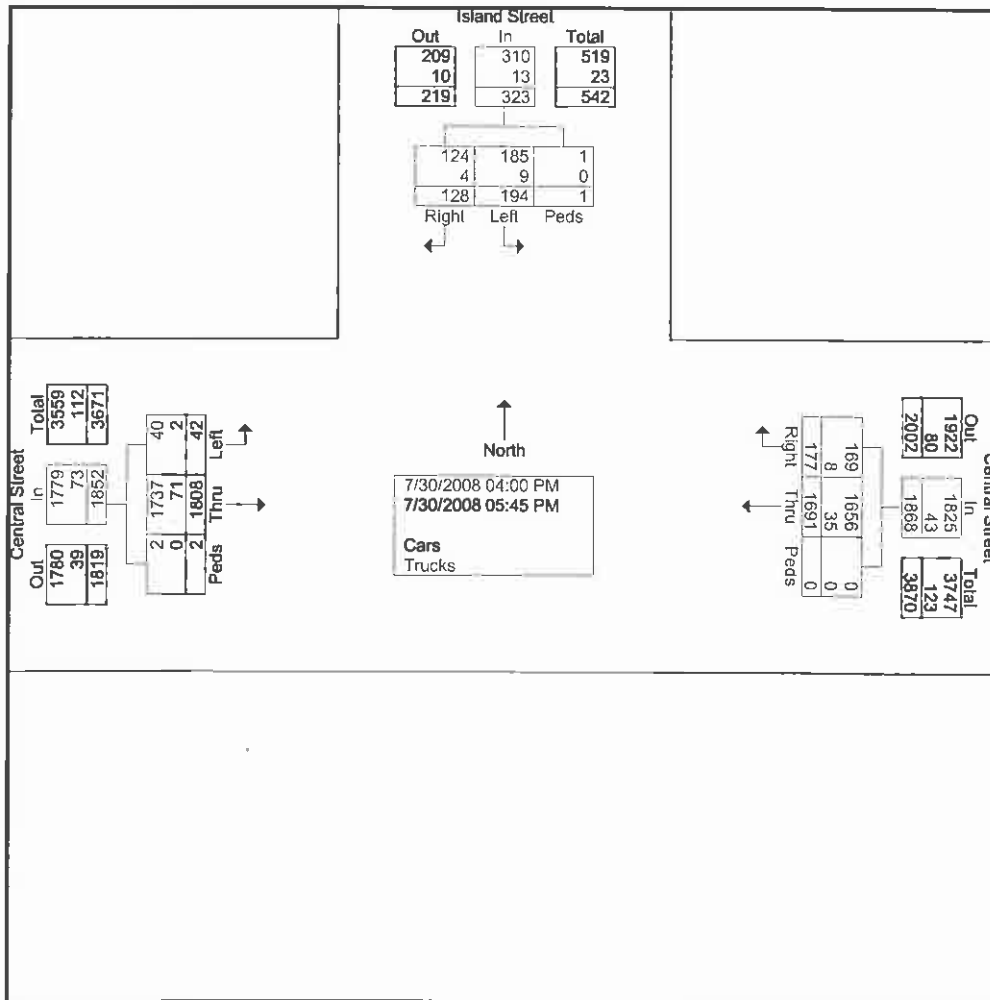 Island Street
Out In Total
209 310 519
10 13 23
219 323 542
124 185 1
4 9 0
128 194 1
Right Left Peds
Central Street
Total
3559
112
3671
In
1779
73
1852
Out
1780
39
1819
Left
40
2
42
Thru
1737
71
1808
Peds
2
0
2
North
7/30/2008 04:00 PM
7/30/2008 05:45 PM
Cars
Trucks
Right
169
8
177
Thru
1656
35
1691
Peds
0
0
0
Central Street
Out
1922
80
2002
In
1825
43
1868
Total
3747
123
3870